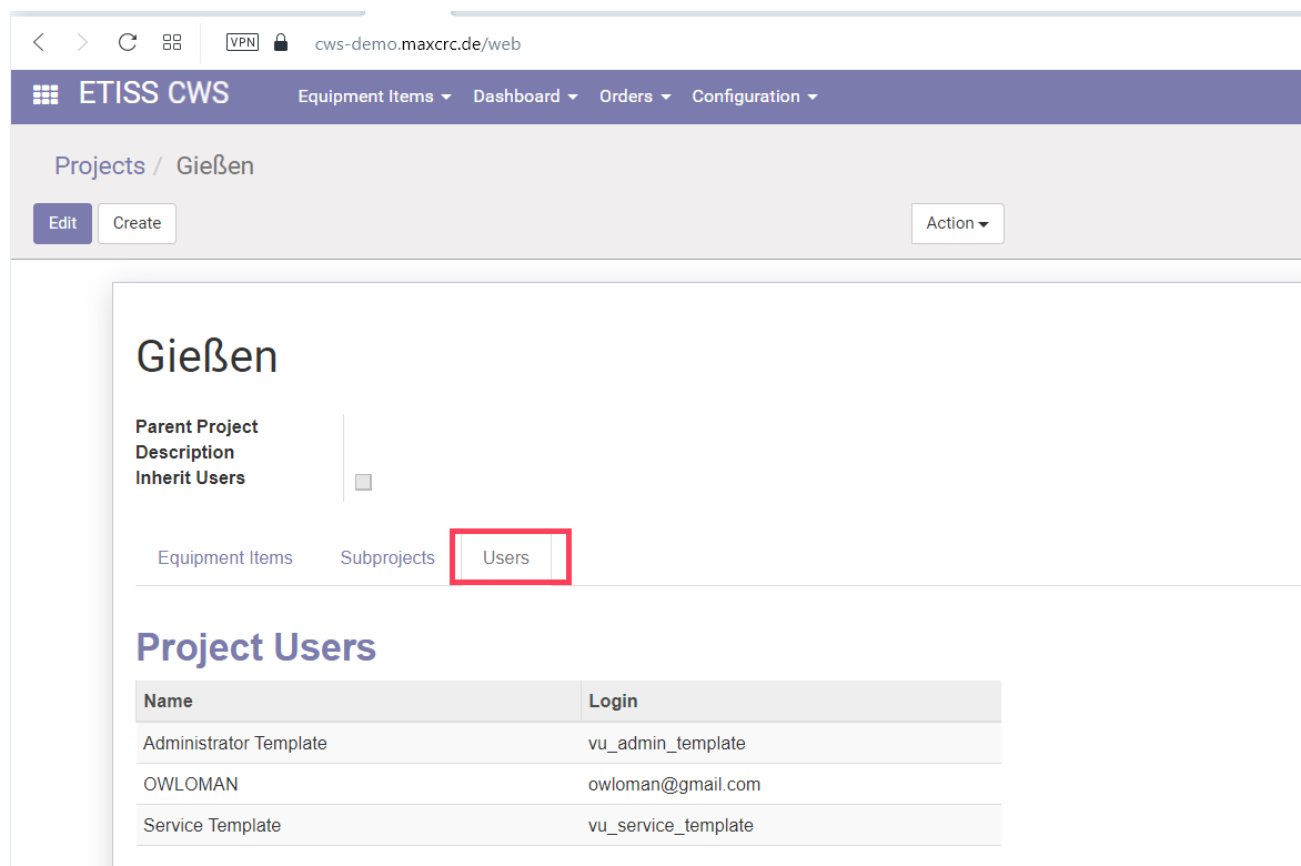 VPN cws-demo.maxcrc.de/web
ETISS CWS Equipment Items Dashboard Orders Configuration
Projects / Gießen
Edit Create Action
Gießen
Parent Project
Description
Inherit Users
Equipment Items Subprojects Users
Project Users
Name Login
Administrator Template vu_admin_template
OWLOMAN owloman@gmail.com
Service Template vu_service_template